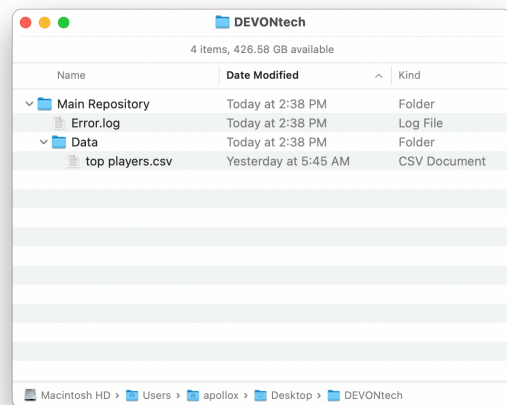 DEVONtech
4 items, 426.58 GB available
Name Date Modified Kind
Main Repository Today at 2:38 PM Folder
Error.log Today at 2:38 PM Log File
Data Today at 2:38 PM Folder
top players.csv Yesterday at 5:45 AM CSV Document
Macintosh HD › Users › apollox › Desktop › DEVONtech